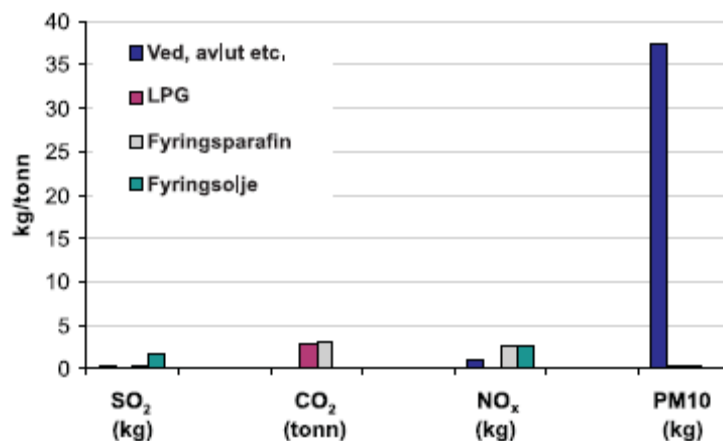 40
35
30
25
20
15
10
5
0
kg/tonn
Ved, avlut etc.
LPG
Fyringsparafin
Fyringsolje
SO₂
(kg)
CO₂
(tonn)
NOₓ
(kg)
PM10
(kg)